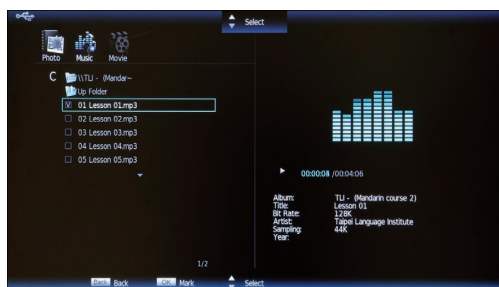 Select
Photo Music Movie
C \\TLI - (Mandar~
Up Folder
01 Lesson 01.mp3
02 Lesson 02.mp3
03 Lesson 03.mp3
04 Lesson 04.mp3
05 Lesson 05.mp3
1/2
00:00:08 /00:04:06
Album: TLI - (Mandarin course 2)
Title: Lesson 01
Bit Rate: 128K
Artist: Taipei Language Institute
Sampling: 44K
Year:
Back Back OK Mark Select